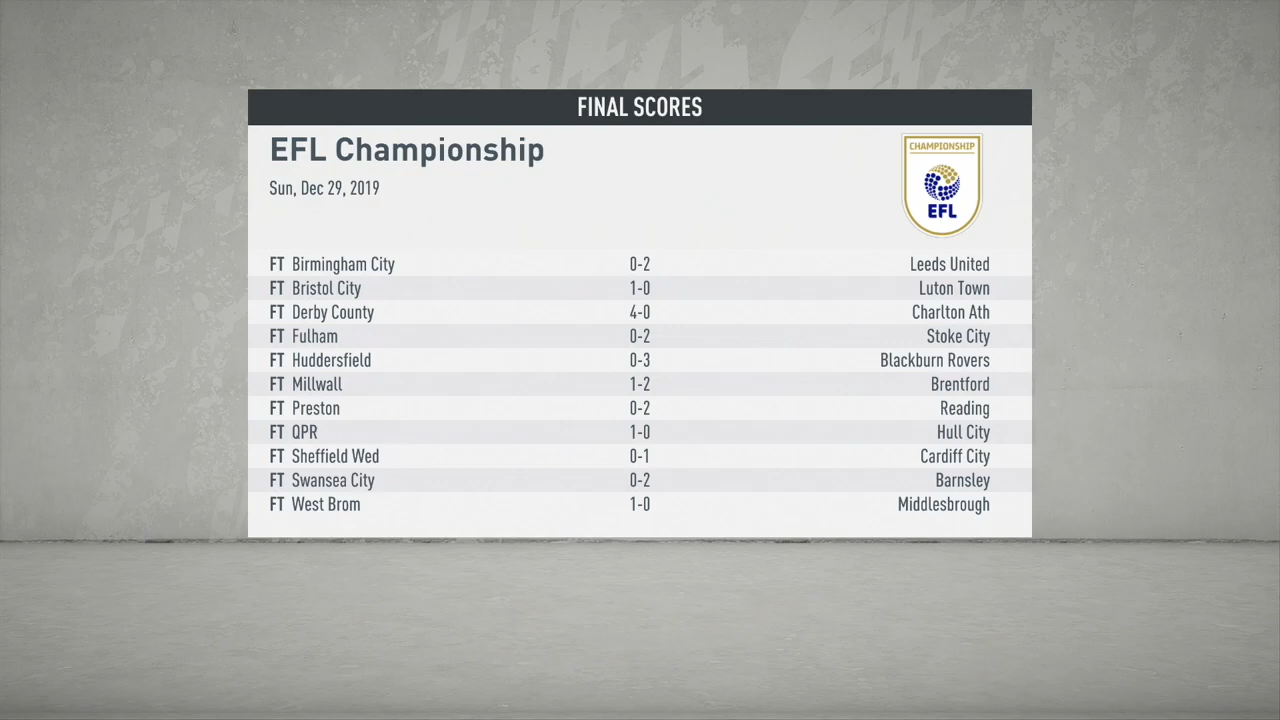 FINAL SCORES
EFL Championship
Sun, Dec 29, 2019
CHAMPIONSHIP
EFL
FT Birmingham City 0-2 Leeds United
FT Bristol City 1-0 Luton Town
FT Derby County 4-0 Charlton Ath
FT Fulham 0-2 Stoke City
FT Huddersfield 0-3 Blackburn Rovers
FT Millwall 1-2 Brentford
FT Preston 0-2 Reading
FT QPR 1-0 Hull City
FT Sheffield Wed 0-1 Cardiff City
FT Swansea City 0-2 Barnsley
FT West Brom 1-0 Middlesbrough